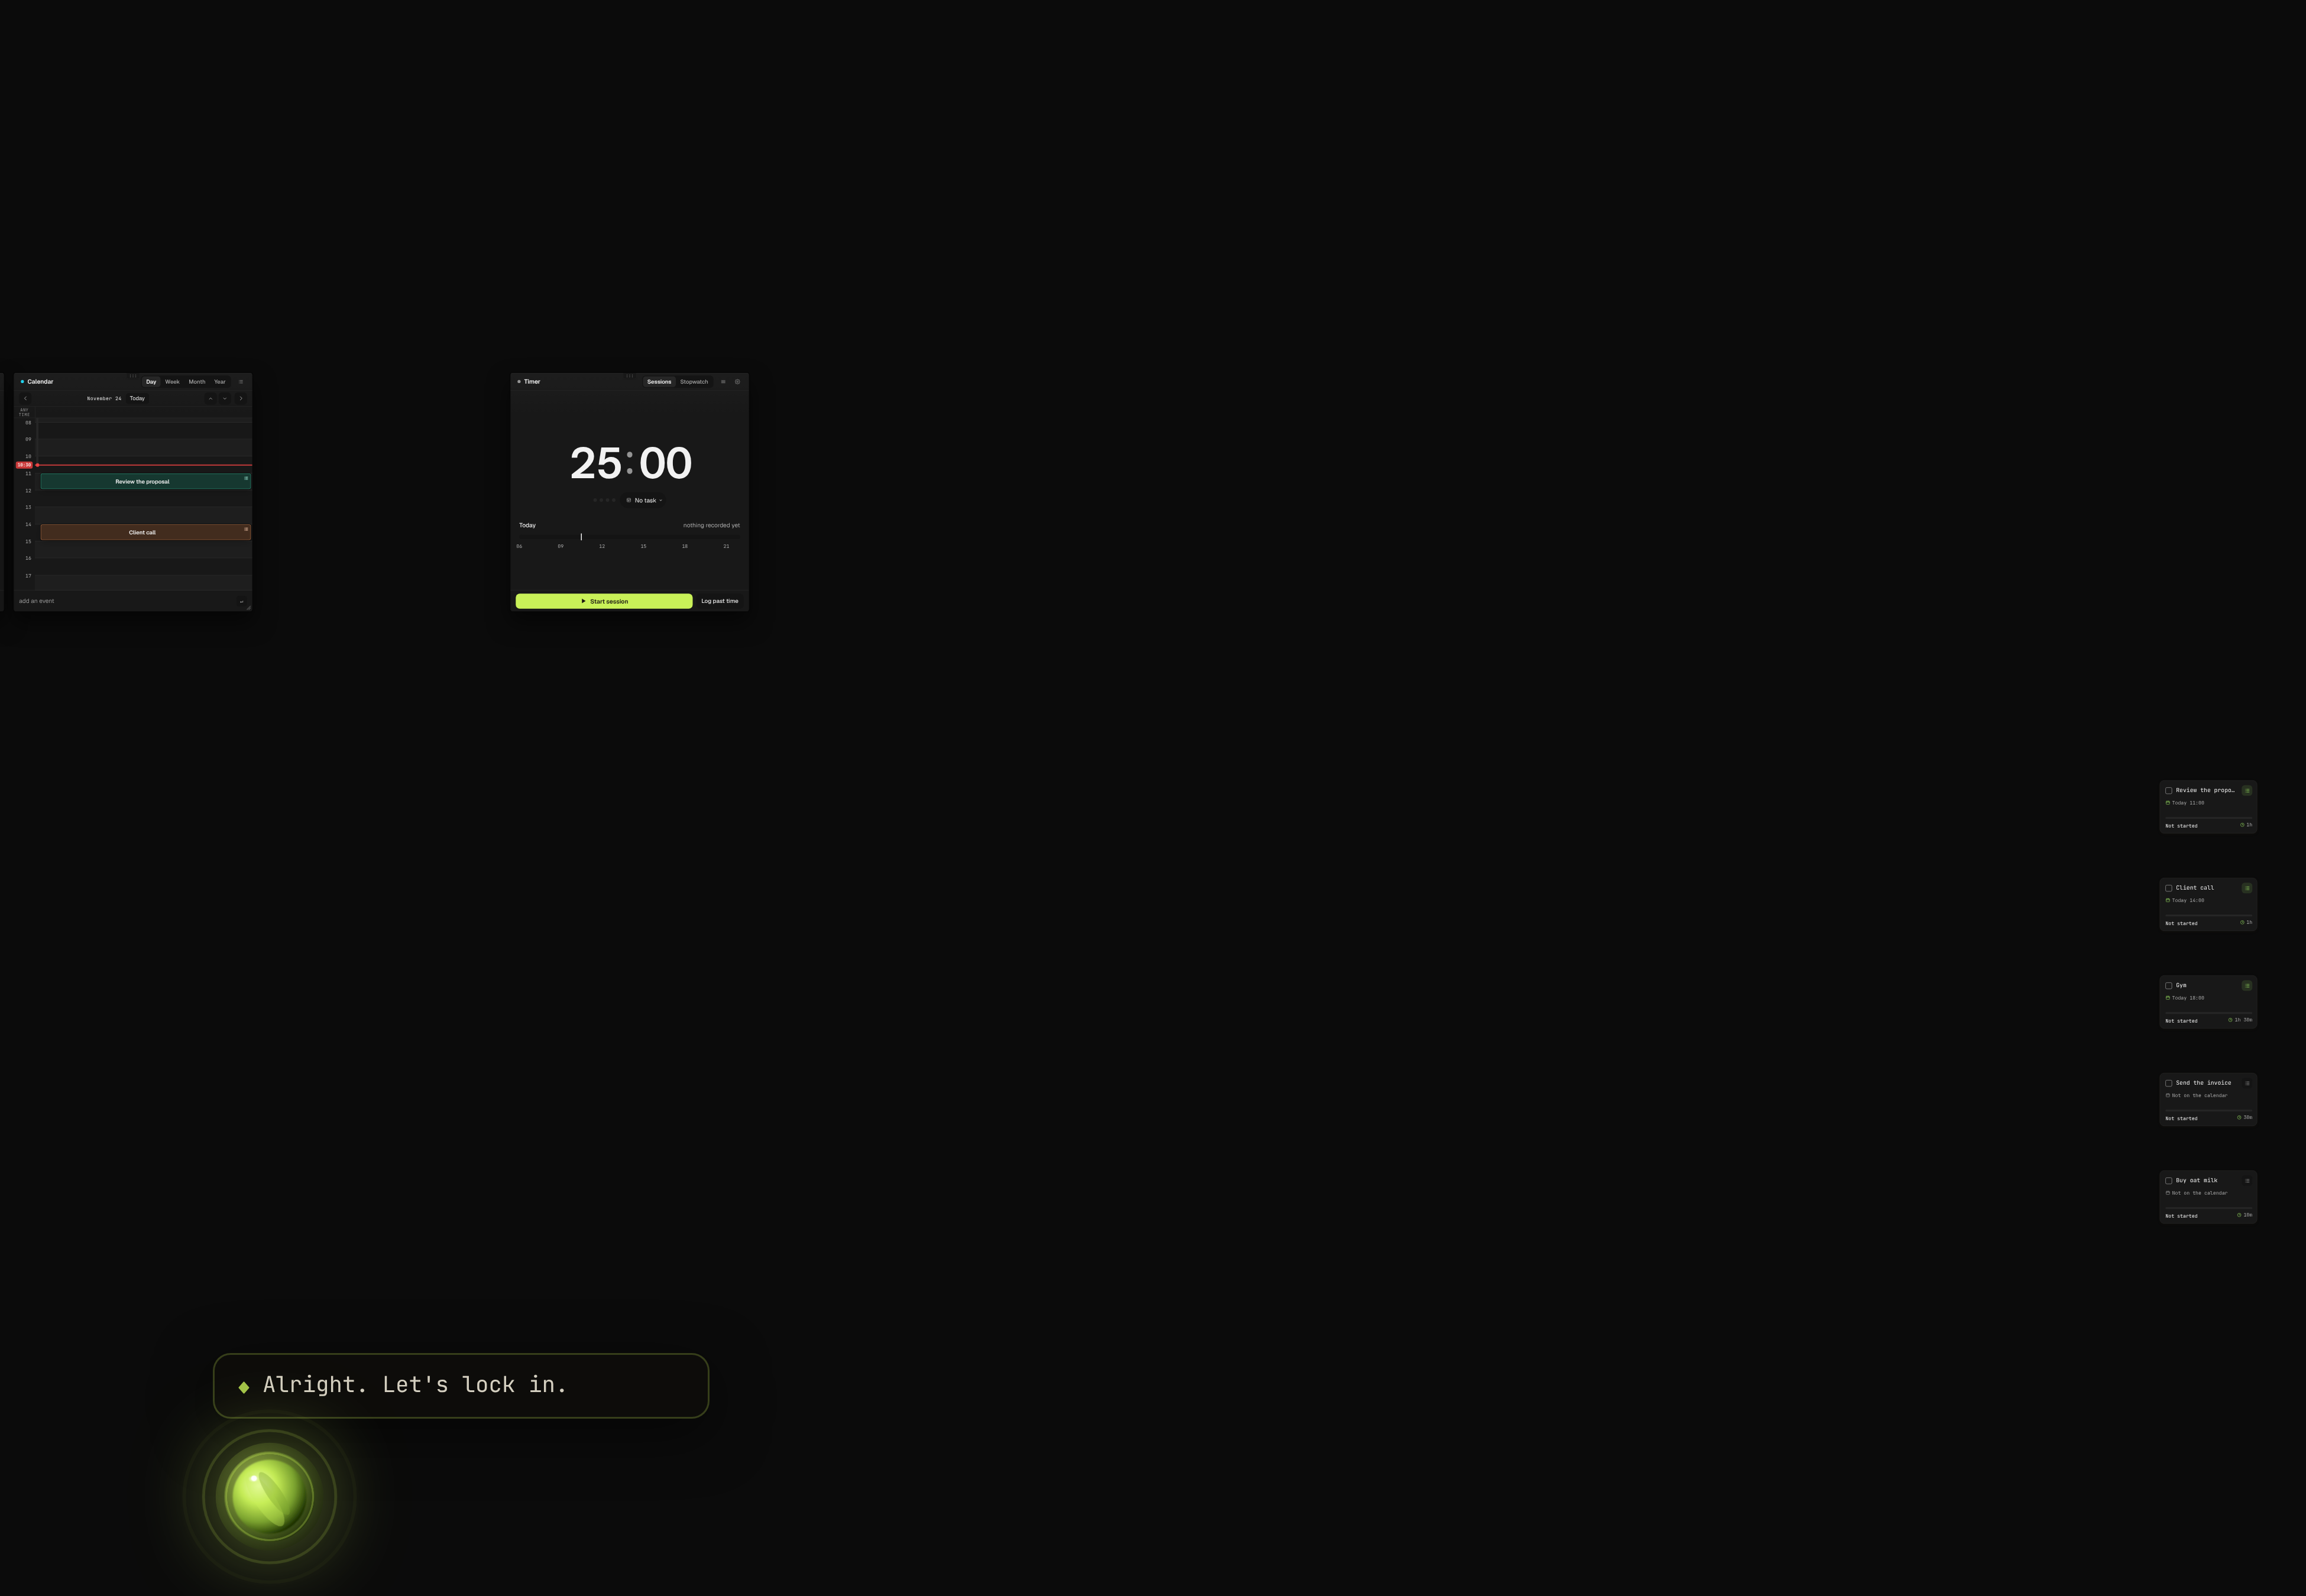 Calendar
Day Week Month Year
November 24 Today
ANY
TIME
08
09
10
10:30
11
Review the proposal
12
13
14
Client call
15
16
17
add an event
Timer
Sessions Stopwatch
25:00
No task
Today nothing recorded yet
06 09 12 15 18 21
Start session
Log past time
Review the propo…
Today 11:00
Not started 1h
Client call
Today 14:00
Not started 1h
Gym
Today 18:00
Not started 1h 30m
Send the invoice
Not on the calendar
Not started 30m
Buy oat milk
Not on the calendar
Not started 10m
Alright. Let's lock in.